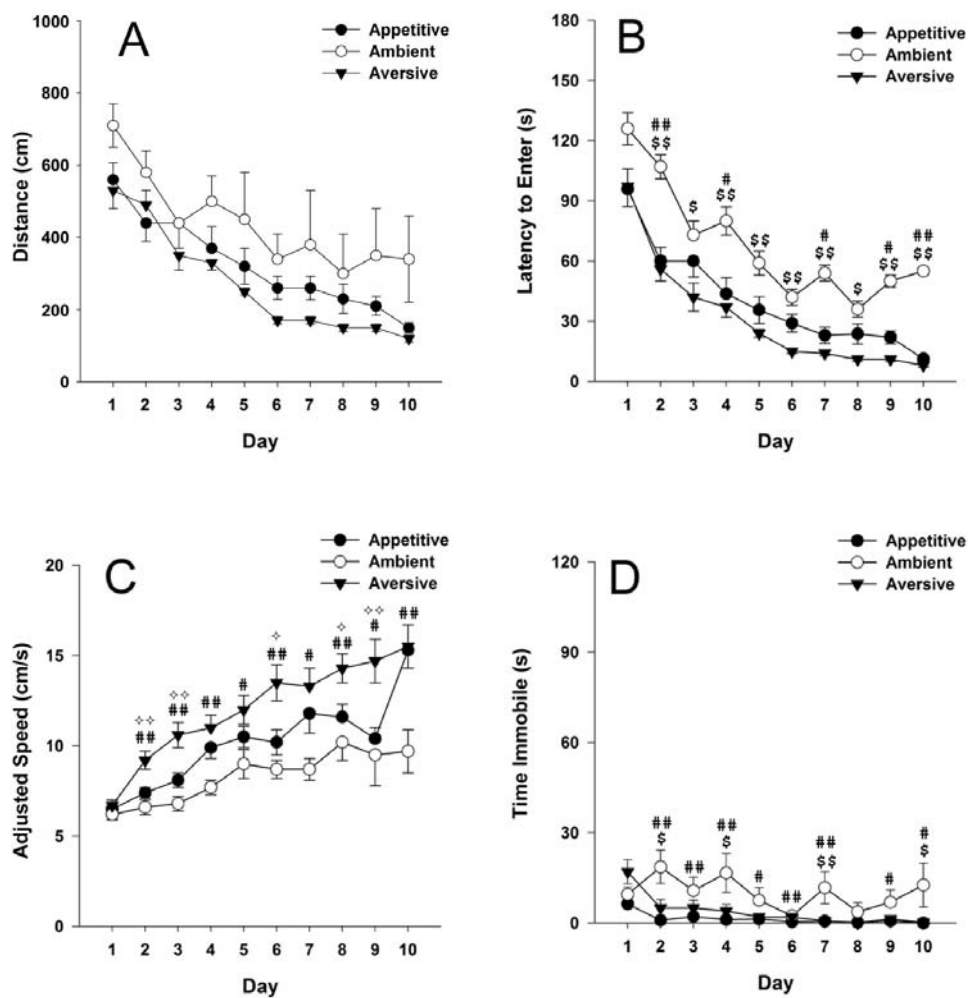 A
Appetitive
Ambient
Aversive
1000
800
600
400
200
0
Distance (cm)
1 2 3 4 5 6 7 8 9 10
Day
B
Appetitive
Ambient
Aversive
180
150
120
90
60
30
0
Latency to Enter (s)
## # # # ##
$$ $ $$ $$ $$ $$ $ $$ $$
1 2 3 4 5 6 7 8 9 10
Day
C
Appetitive
Ambient
Aversive
20
15
10
5
0
Adjusted Speed (cm/s)
✧✧ ✧✧ ✧ ✧ ✧✧
## ## ## # ## # ## # ##
1 2 3 4 5 6 7 8 9 10
Day
D
Appetitive
Ambient
Aversive
120
90
60
30
0
Time Immobile (s)
## ## ## # ## ## # #
$ $ $$ $
1 2 3 4 5 6 7 8 9 10
Day